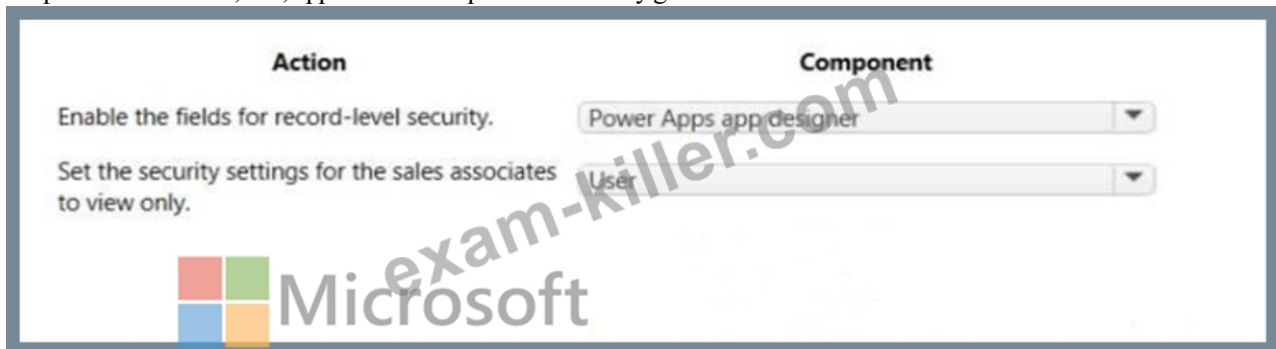 Action
Component
Enable the fields for record-level security.
Power Apps app designer
Set the security settings for the sales associates
to view only.
User
exam-killer.com
Microsoft